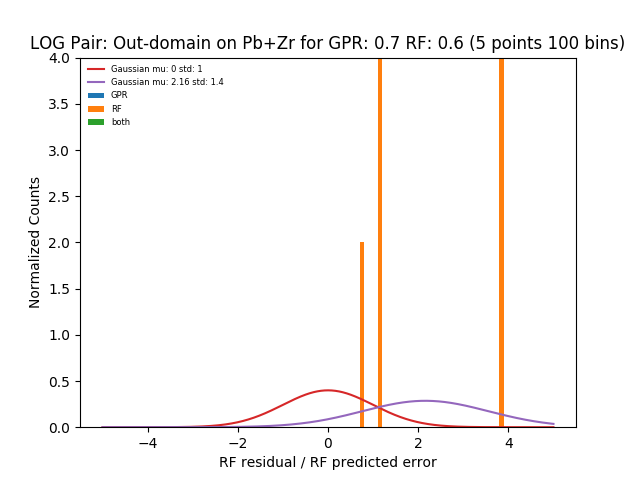 LOG Pair: Out-domain on Pb+Zr for GPR: 0.7 RF: 0.6 (5 points 100 bins)
Gaussian mu: 0 std: 1
Gaussian mu: 2.16 std: 1.4
GPR
RF
both
4.0
3.5
3.0
2.5
2.0
1.5
1.0
0.5
0.0
Normalized Counts
−4
−2
0
2
4
RF residual / RF predicted error